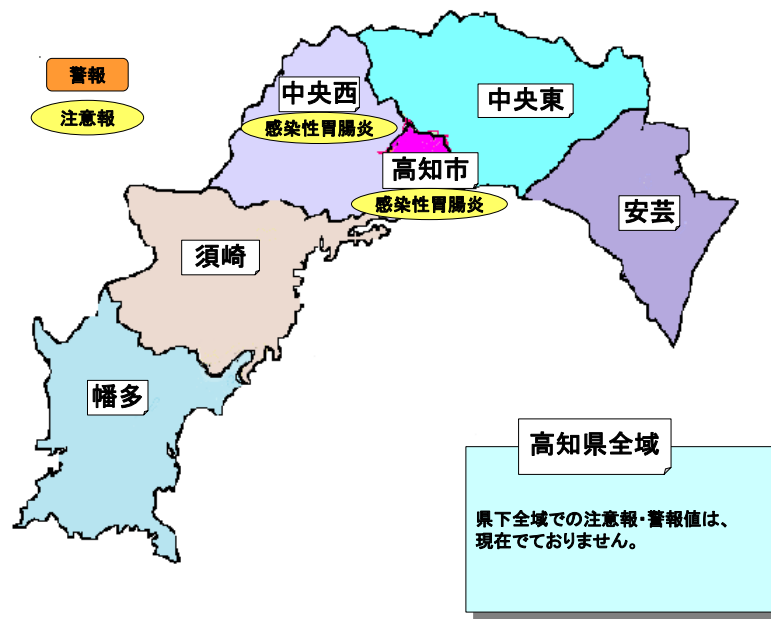 警報
注意報
中央西
感染性胃腸炎
中央東
高知市
感染性胃腸炎
安芸
須崎
幡多
高知県全域
県下全域での注意報・警報値は、
現在でておりません。